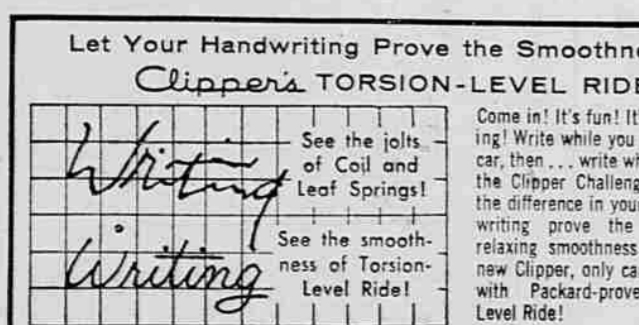 Let Your Handwriting Prove the Smoothn
Clipper's TORSION-LEVEL RIDE
Writing
See the jolts
of Coil and
Leaf Springs!
Writing
See the smooth-
ness of Torsion-
Level Ride!
Come in! It's fun! It
ing! Write while you
car, then... write wi
the Clipper Challeng
the difference in your
writing prove the
relaxing smoothness
new Clipper, only ca
with Packard-prove
Level Ride!